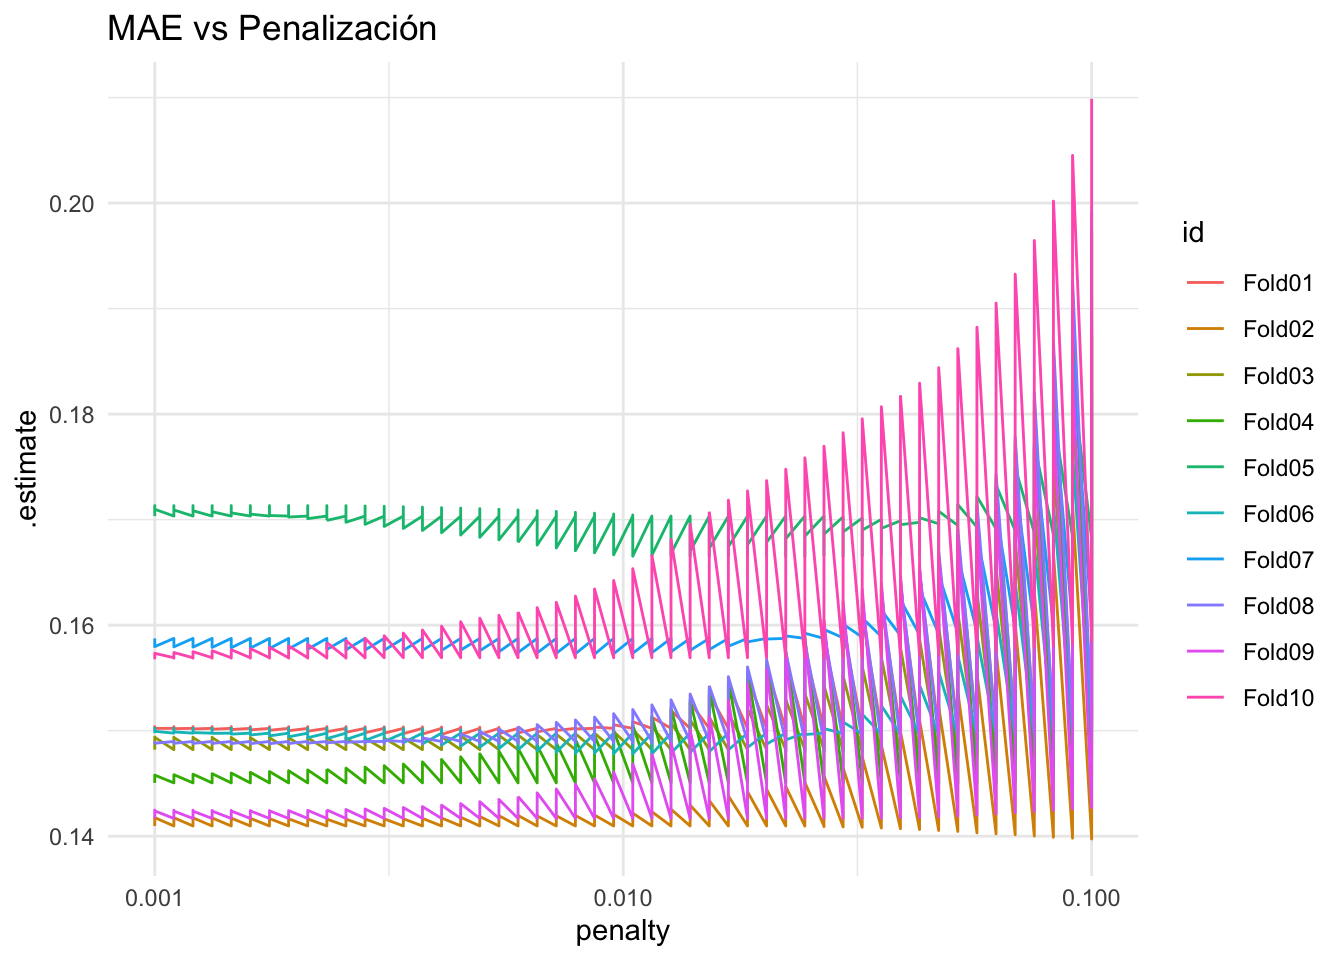 MAE vs Penalización
.estimate
0.20
0.18
0.16
0.14
0.001
0.010
0.100
penalty
id
Fold01
Fold02
Fold03
Fold04
Fold05
Fold06
Fold07
Fold08
Fold09
Fold10